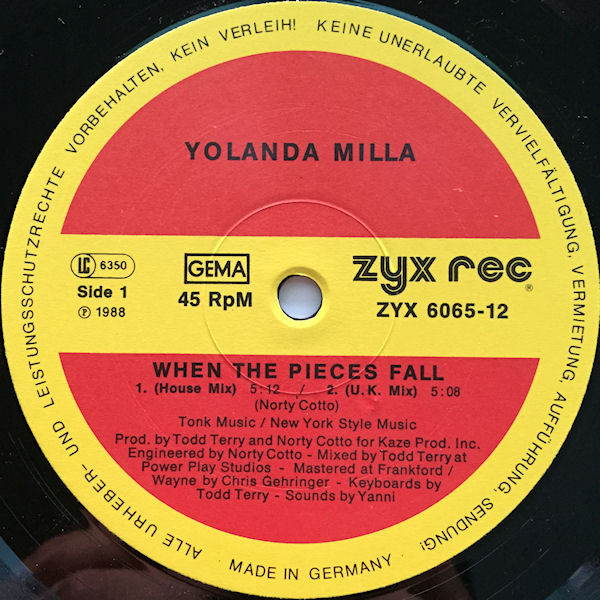 ALLE URHEBER- UND LEISTUNGSSCHUTZRECHTE VORBEHALTEN, KEIN VERLEIH! KEINE UNERLAUBTE VERVIELFÄLTIGUNG, VERMIETUNG, AUFFÜHRUNG, SENDUNG!
YOLANDA MILLA
LC 6350
Side 1
℗ 1988
GEMA
45 RpM
zyx rec®
ZYX 6065-12
WHEN THE PIECES FALL
1. (House Mix) 5:12 / 2. (U.K. Mix) 5:08
(Norty Cotto)
Tonk Music / New York Style Music
Prod. by Todd Terry and Norty Cotto for Kaze Prod. Inc.
Engineered by Norty Cotto - Mixed by Todd Terry at
Power Play Studios - Mastered at Frankford /
Wayne by Chris Gehringer - Keyboards by
Todd Terry - Sounds by Yanni
· MADE IN GERMANY ·